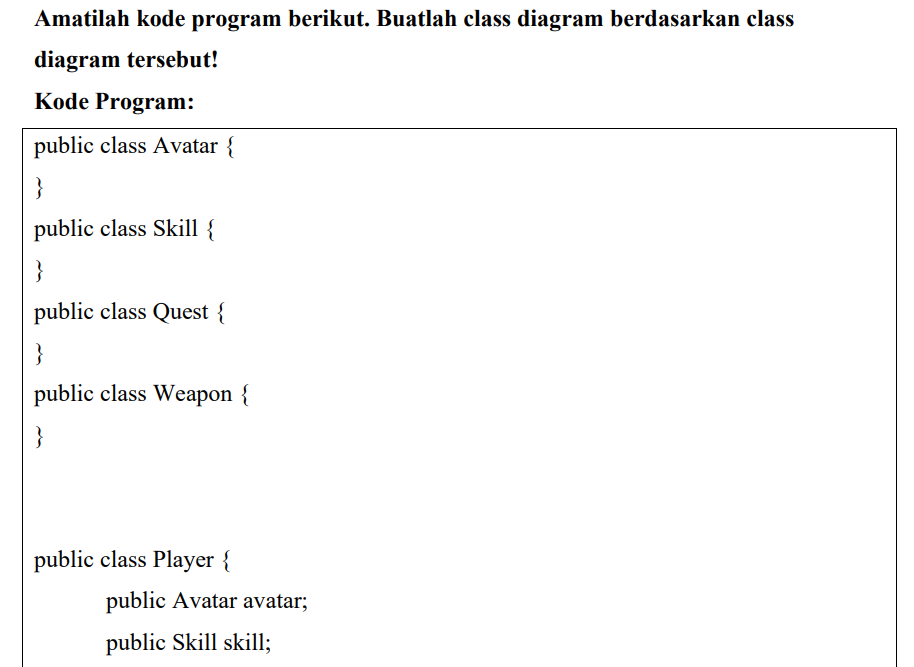 Amatilah kode program berikut. Buatlah class diagram berdasarkan class
diagram tersebut!
Kode Program:
public class Avatar {
}
public class Skill {
}
public class Quest {
}
public class Weapon {
}
public class Player {
public Avatar avatar;
public Skill skill;